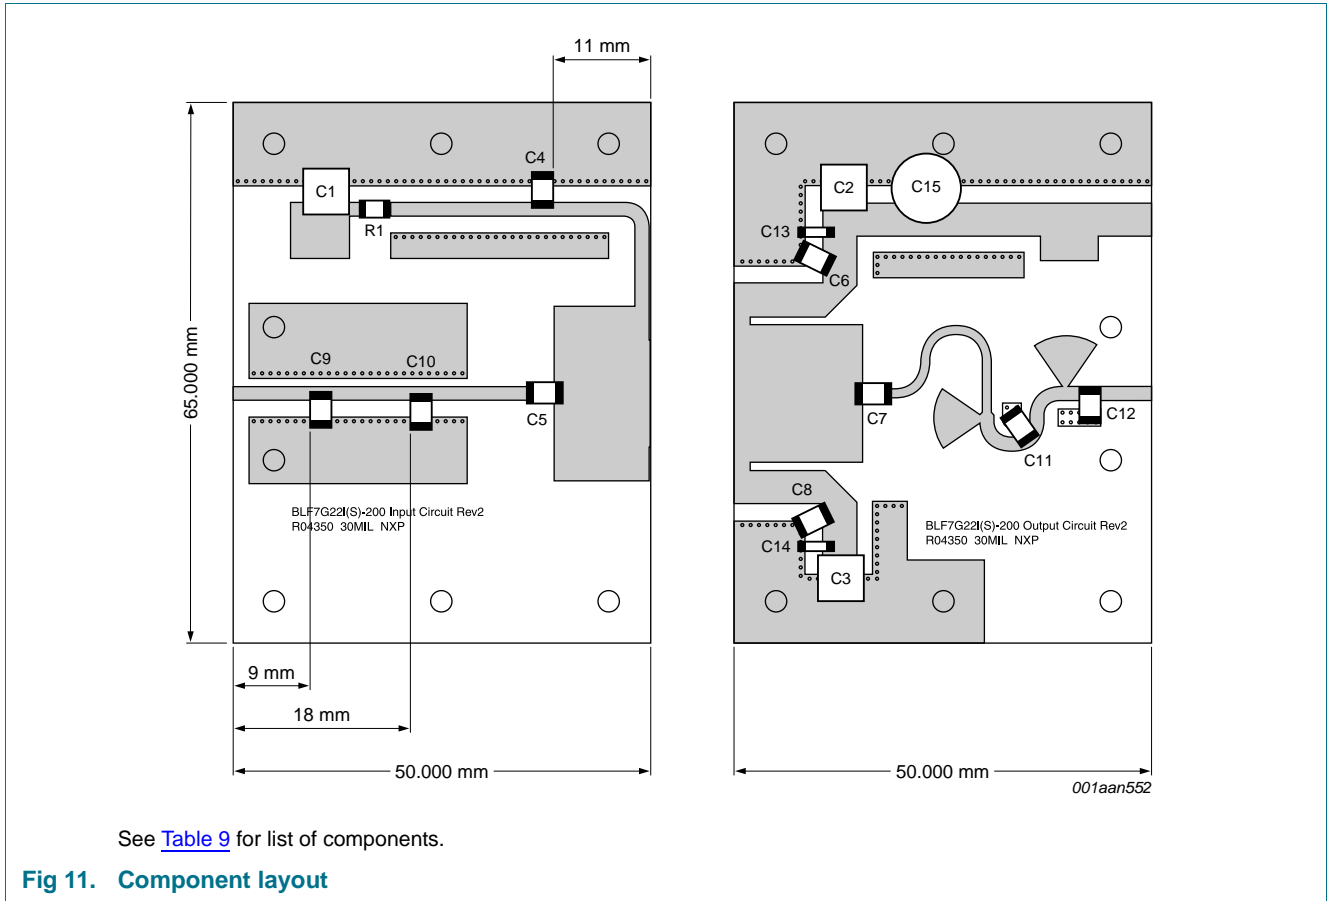 11 mm
C4
C1
C2
C15
R1
C13
C6
65.000 mm
C9
C10
C5
C7
C12
C11
C8
BLF7G22I(S)-200 Input Circuit Rev2
R04350 30MIL NXP
BLF7G22I(S)-200 Output Circuit Rev2
R04350 30MIL NXP
C14
C3
9 mm
18 mm
50.000 mm
50.000 mm
001aan552
See Table 9 for list of components.
Fig 11. Component layout